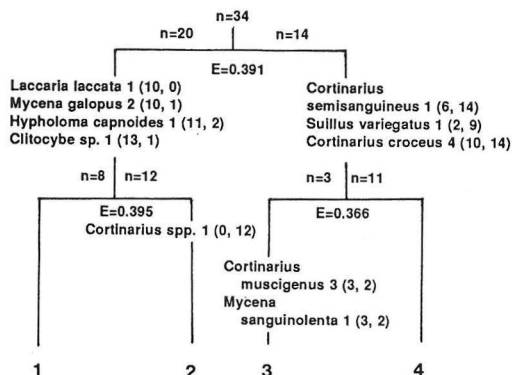 n=34
n=20 n=14
E=0.391
Laccaria laccata 1 (10, 0)
Mycena galopus 2 (10, 1)
Hypholoma capnoides 1 (11, 2)
Clitocybe sp. 1 (13, 1)
Cortinarius
semisanguineus 1 (6, 14)
Suillus variegatus 1 (2, 9)
Cortinarius croceus 4 (10, 14)
n=8 n=12
E=0.395
Cortinarius spp. 1 (0, 12)
n=3 n=11
E=0.366
Cortinarius
muscigenus 3 (3, 2)
Mycena
sanguinolenta 1 (3, 2)
1 2 3 4